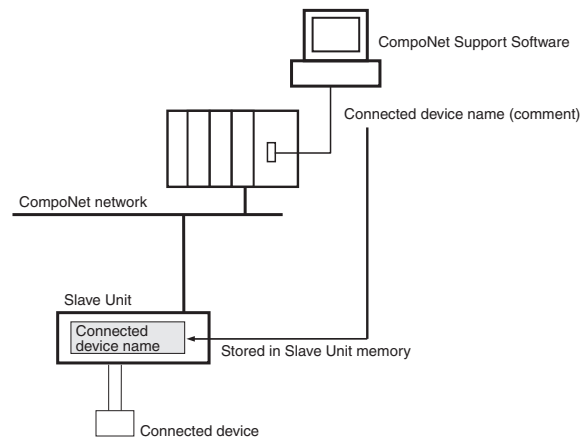 CompoNet Support Software
Connected device name (comment)
CompoNet network
Slave Unit
Connected
device name
Stored in Slave Unit memory
Connected device